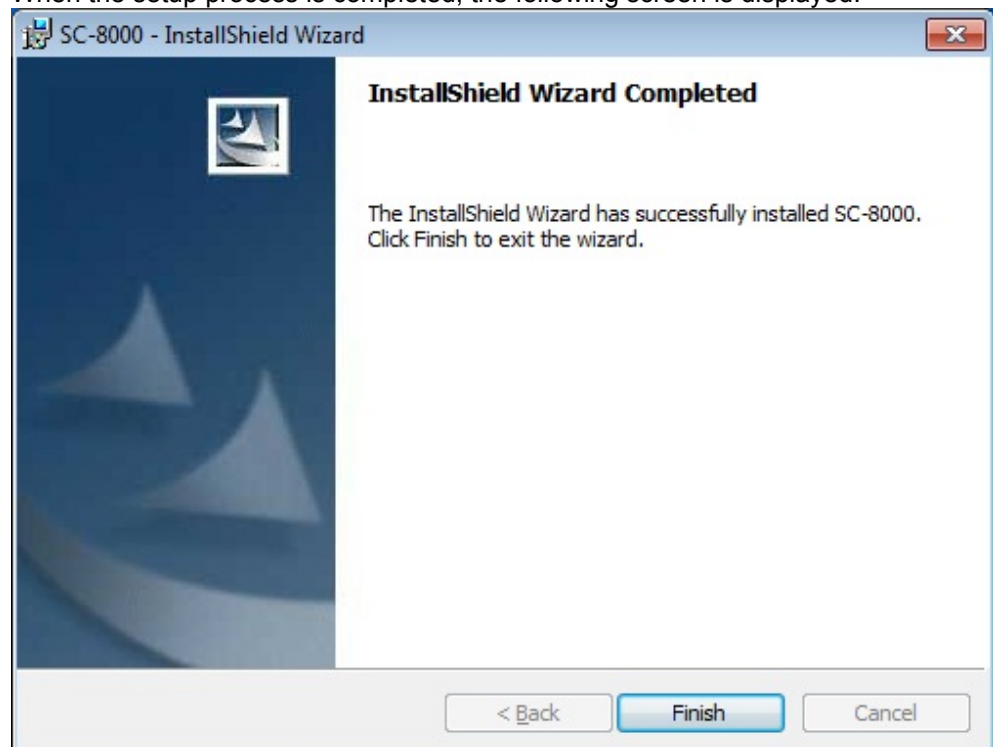 When the setup process is completed, the following screen is displayed.
SC-8000 - InstallShield Wizard
InstallShield Wizard Completed
The InstallShield Wizard has successfully installed SC-8000.
Click Finish to exit the wizard.
< Back
Finish
Cancel